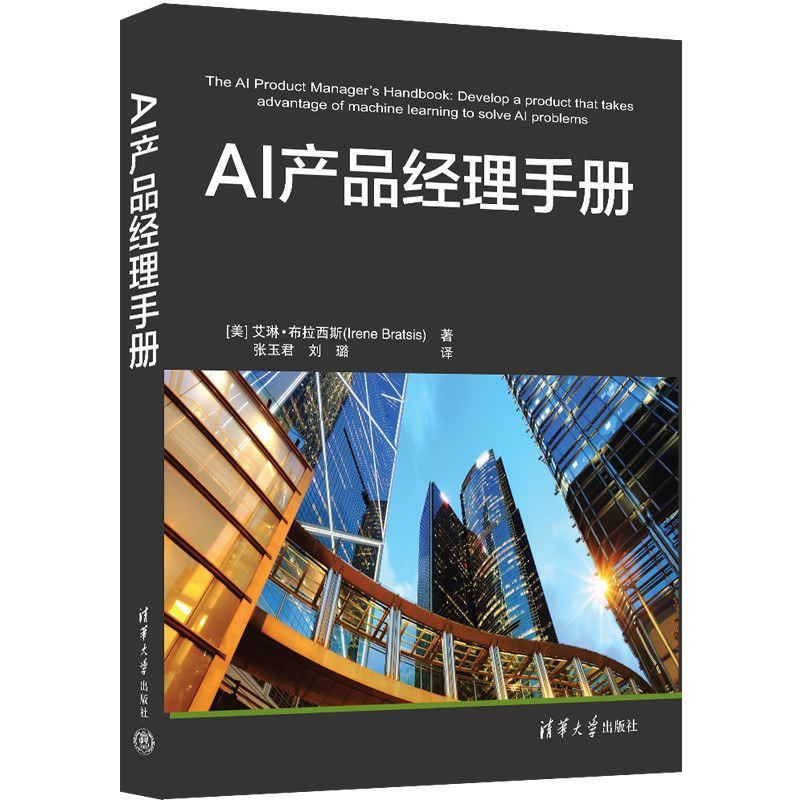 The AI Product Manager's Handbook: Develop a product that takes
advantage of machine learning to solve AI problems
AI产品经理手册
[美] 艾琳·布拉西斯(Irene Bratsis) 著
张玉君 刘 璐 译
清华大学出版社
AI产品经理手册
清华大学出版社